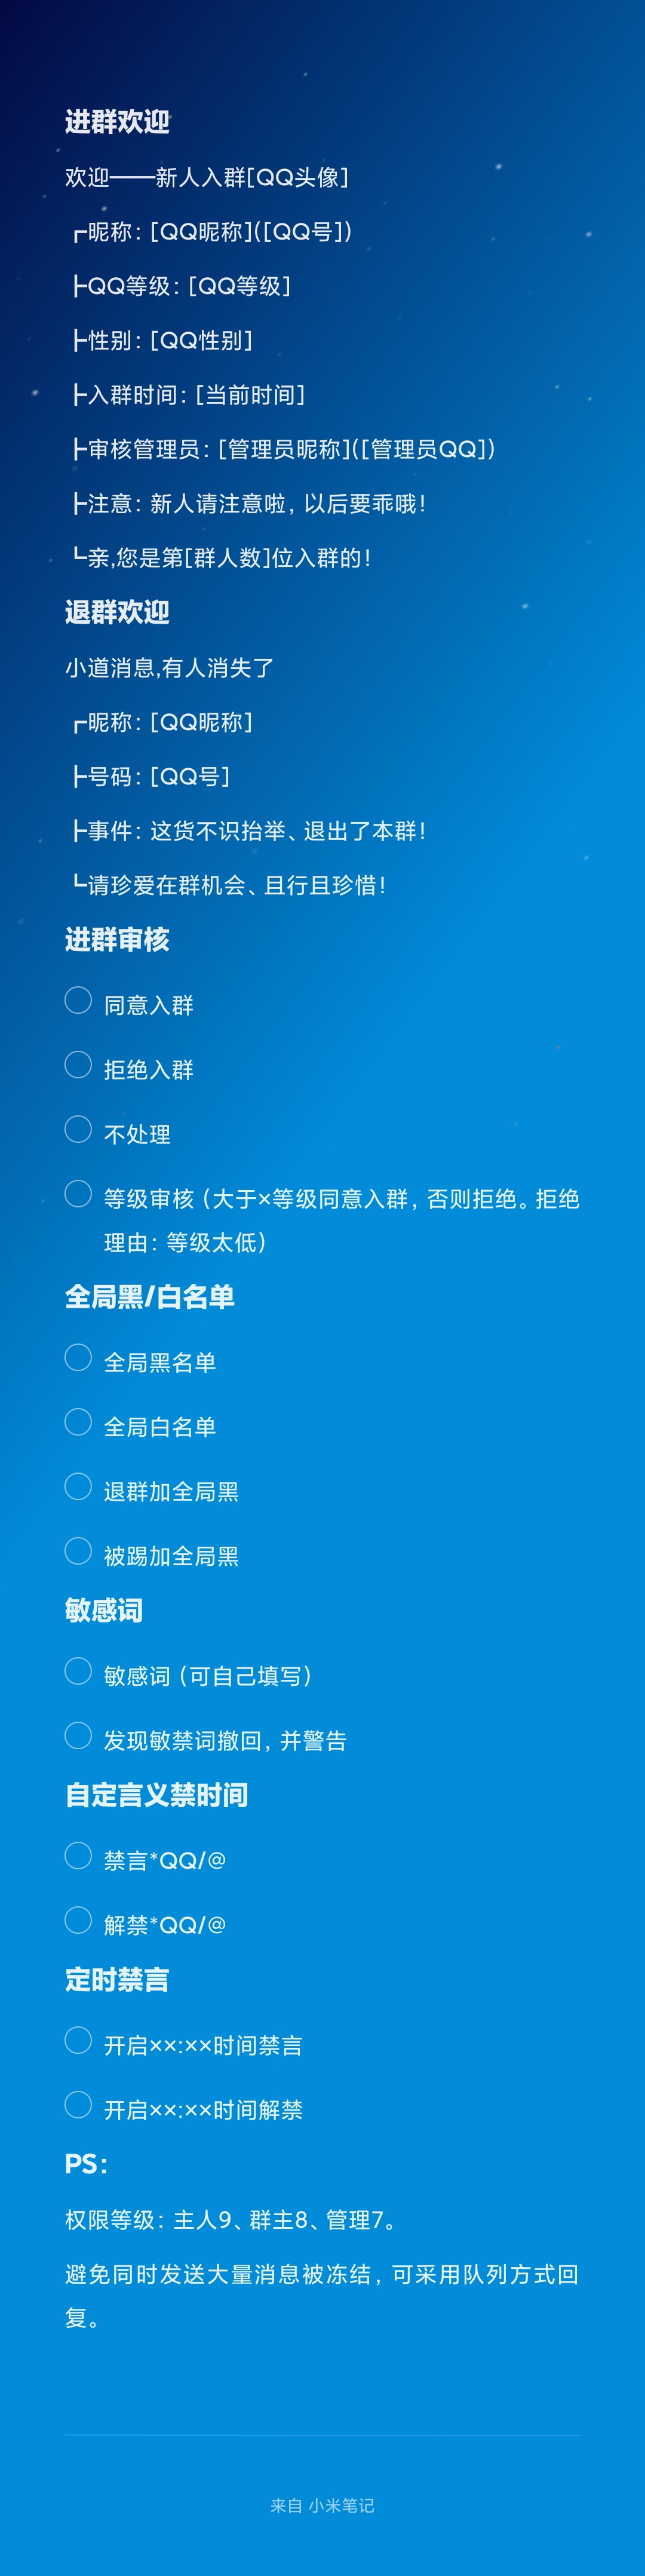 进群欢迎
欢迎━━━新人入群[QQ头像]
┏昵称：[QQ昵称]([QQ号])
┣QQ等级：[QQ等级]
┣性别：[QQ性别]
┣入群时间：[当前时间]
┣审核管理员：[管理员昵称]([管理员QQ])
┣注意：新人请注意啦，以后要乖哦！
┗亲,您是第[群人数]位入群的！
退群欢迎
小道消息,有人消失了
┏昵称：[QQ昵称]
┣号码：[QQ号]
┣事件：这货不识抬举、退出了本群！
┗请珍爱在群机会、且行且珍惜！
进群审核
同意入群
拒绝入群
不处理
等级审核（大于×等级同意入群，否则拒绝。拒绝
理由：等级太低）
全局黑/白名单
全局黑名单
全局白名单
退群加全局黑
被踢加全局黑
敏感词
敏感词（可自己填写）
发现敏禁词撤回，并警告
自定言义禁时间
禁言*QQ/@
解禁*QQ/@
定时禁言
开启××:××时间禁言
开启××:××时间解禁
PS：
权限等级：主人9、群主8、管理7。
避免同时发送大量消息被冻结，可采用队列方式回
复。
来自 小米笔记